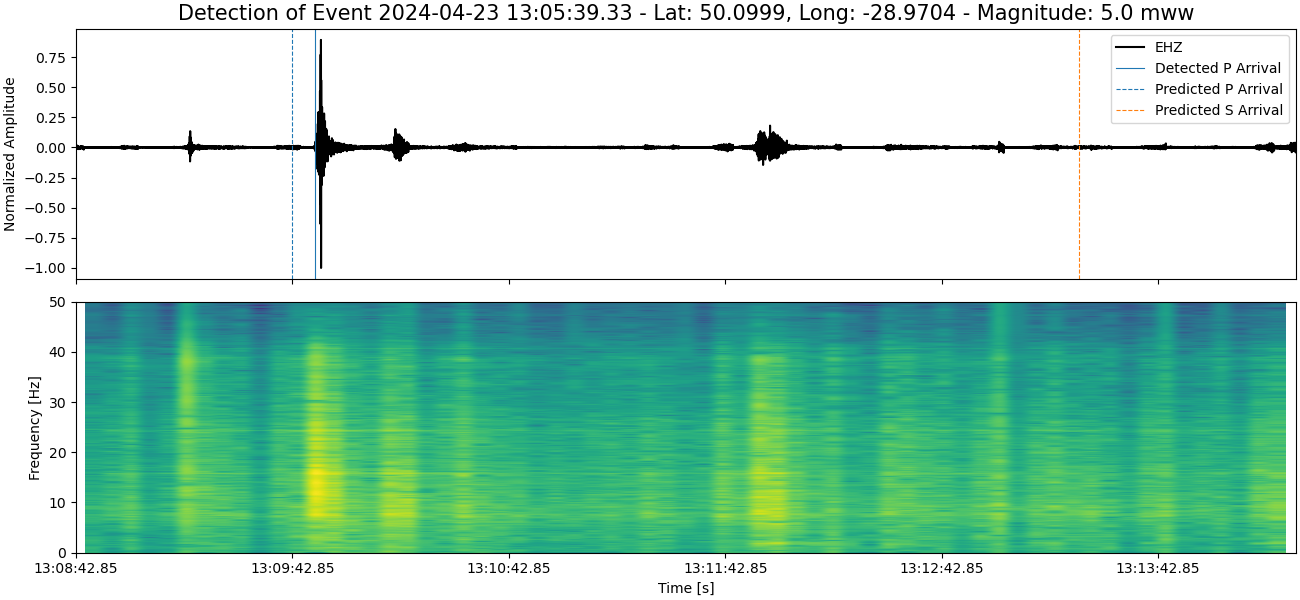 Detection of Event 2024-04-23 13:05:39.33 - Lat: 50.0999, Long: -28.9704 - Magnitude: 5.0 mww
Normalized Amplitude
0.75
0.50
0.25
0.00
−0.25
−0.50
−0.75
−1.00
EHZ
Detected P Arrival
Predicted P Arrival
Predicted S Arrival
Frequency [Hz]
50
40
30
20
10
0
13:08:42.85 13:09:42.85 13:10:42.85 13:11:42.85 13:12:42.85 13:13:42.85
Time [s]